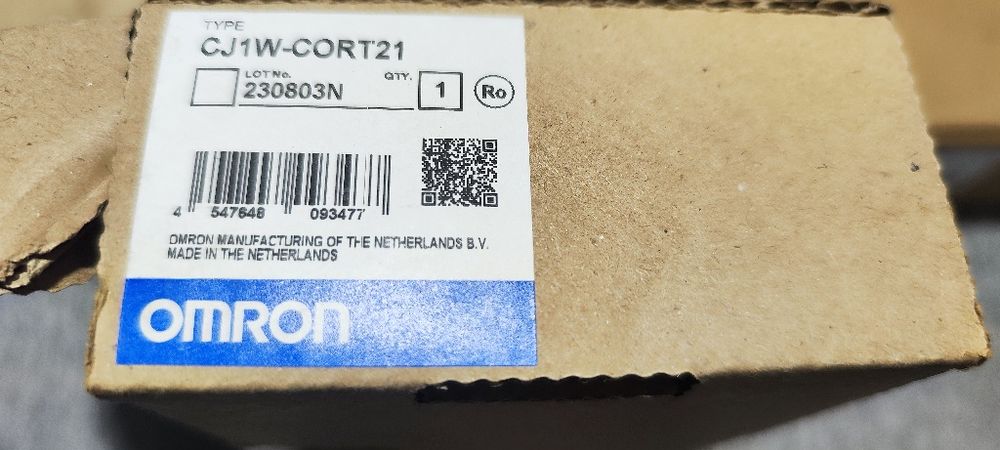 TYPE
CJ1W-CORT21
LOT No. QTY.
230803N 1 Ro
4 547648 093477
OMRON MANUFACTURING OF THE NETHERLANDS B.V.
MADE IN THE NETHERLANDS
OMRON